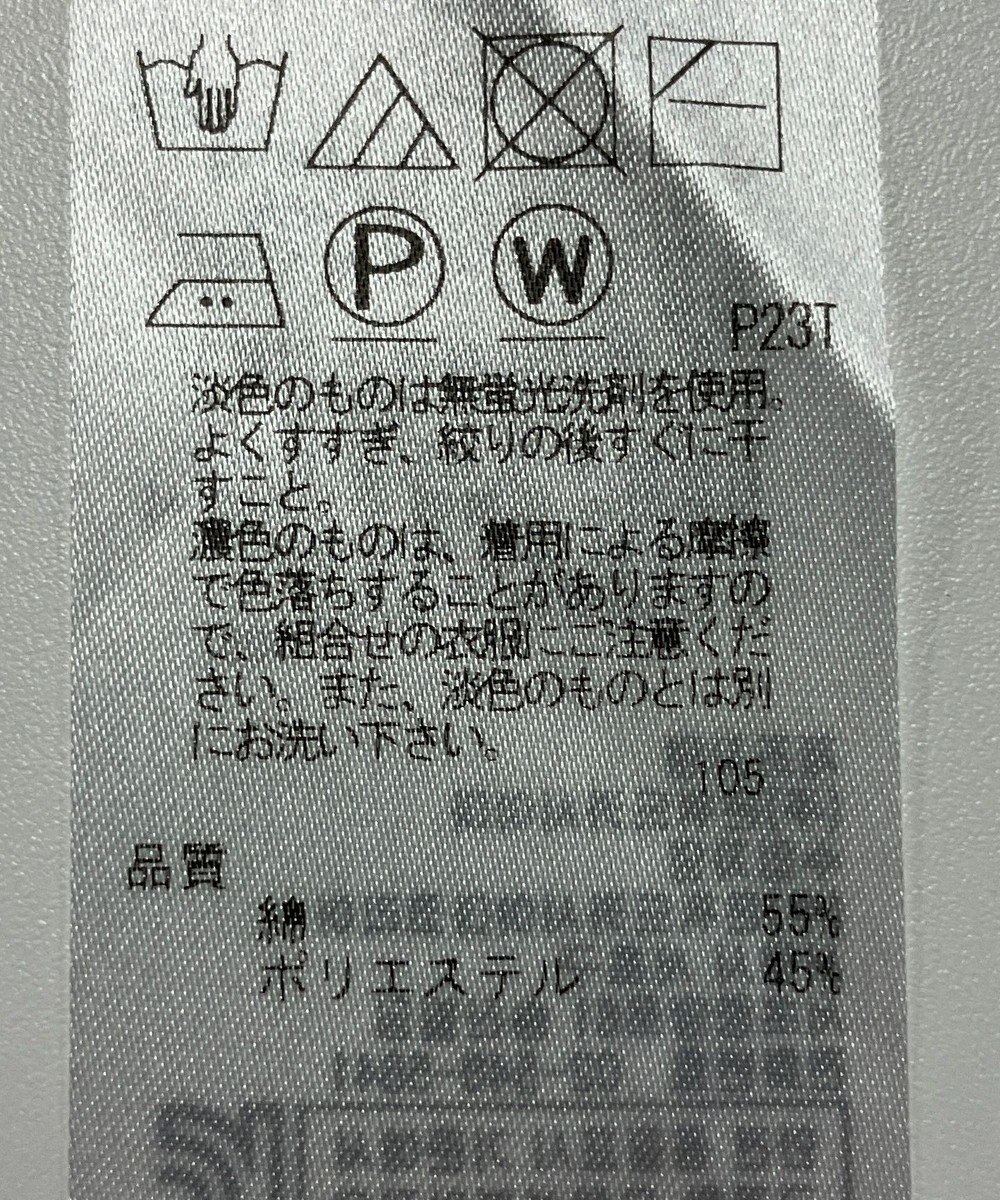 P W
P23T
淡色のものは無蛍光洗剤を使用。
よくすすぎ、絞りの後すぐに干
すこと。
濃色のものは、着用による摩擦
で色落ちすることがありますの
で、組合せの衣服にご注意くだ
さい。また、淡色のものとは別
にお洗い下さい。
105
品質
綿 55%
ポリエステル 45%